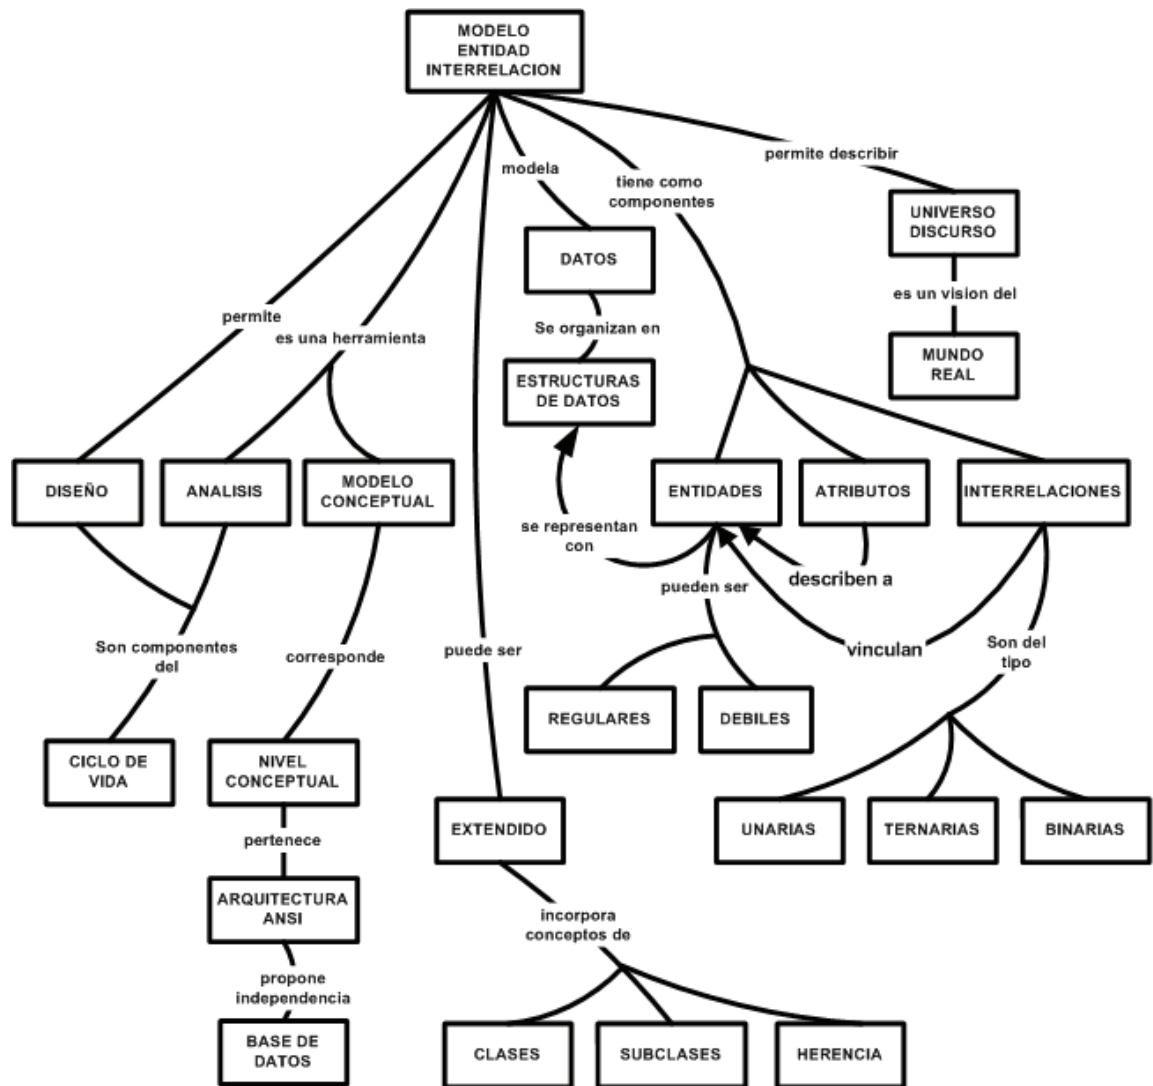 MODELO
ENTIDAD
INTERRELACION
permite describir
modela
tiene como
componentes
UNIVERSO
DISCURSO
DATOS
es un vision del
permite
es una herramienta
Se organizan en
MUNDO
REAL
ESTRUCTURAS
DE DATOS
DISEÑO
ANALISIS
MODELO
CONCEPTUAL
ENTIDADES
ATRIBUTOS
INTERRELACIONES
se representan
con
pueden ser
describen a
Son componentes
del
corresponde
puede ser
vinculan
Son del
tipo
REGULARES
DEBILES
CICLO DE
VIDA
NIVEL
CONCEPTUAL
EXTENDIDO
UNARIAS
TERNARIAS
BINARIAS
pertenece
ARQUITECTURA
ANSI
incorpora
conceptos de
propone
independencia
BASE DE
DATOS
CLASES
SUBCLASES
HERENCIA